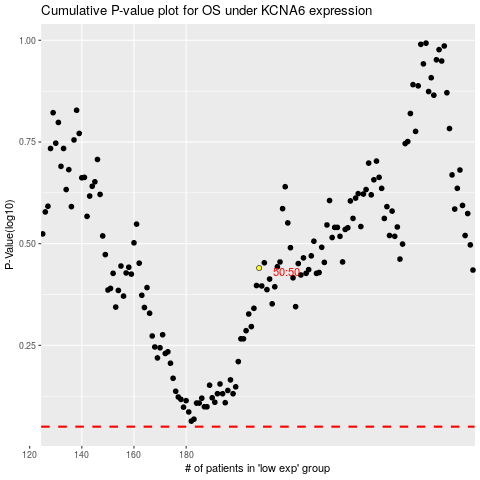 Cumulative P-value plot for OS under KCNA6 expression
P-Value(log10)
1.00
0.75
0.50
0.25
50:50
120 140 160 180
# of patients in 'low exp' group